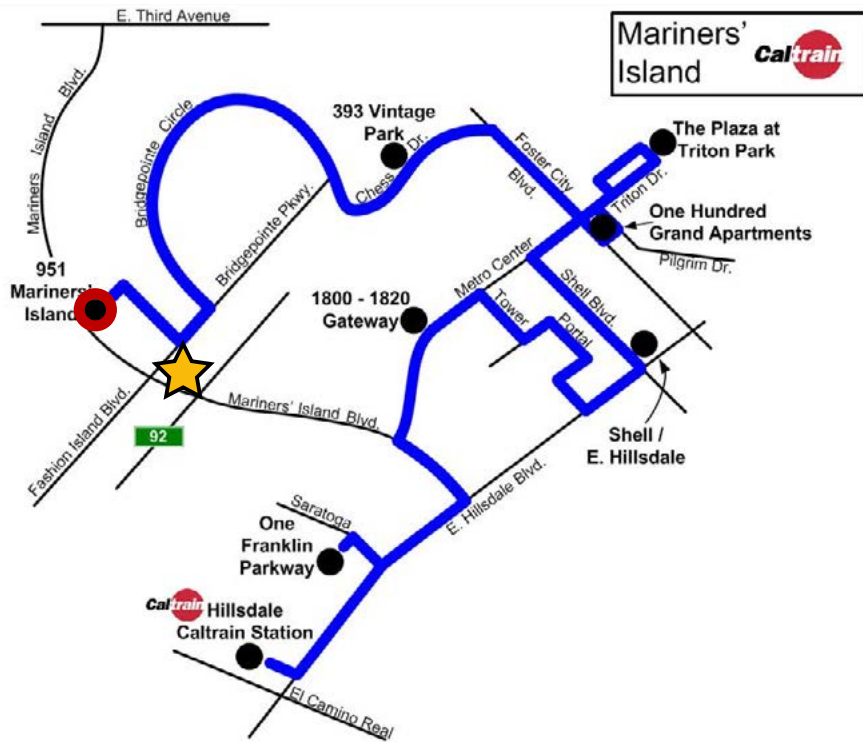 E. Third Avenue
Mariners'
Island
Caltrain
Mariners Island Blvd.
Bridgepointe Circle
393 Vintage
Park
Chess Dr.
Foster City
Blvd.
The Plaza at
Triton Park
Triton Dr.
One Hundred
Grand Apartments
Pilgrim Dr.
Bridgepointe Pkwy.
951
Mariners'
Island
Metro Center
1800 - 1820
Gateway
Tower
Portal
Shell Blvd.
Mariners' Island Blvd.
92
Fashion Island Blvd.
Shell /
E. Hillsdale
E. Hillsdale Blvd.
Saratoga
One
Franklin
Parkway
Caltrain
Hillsdale
Caltrain Station
El Camino Real